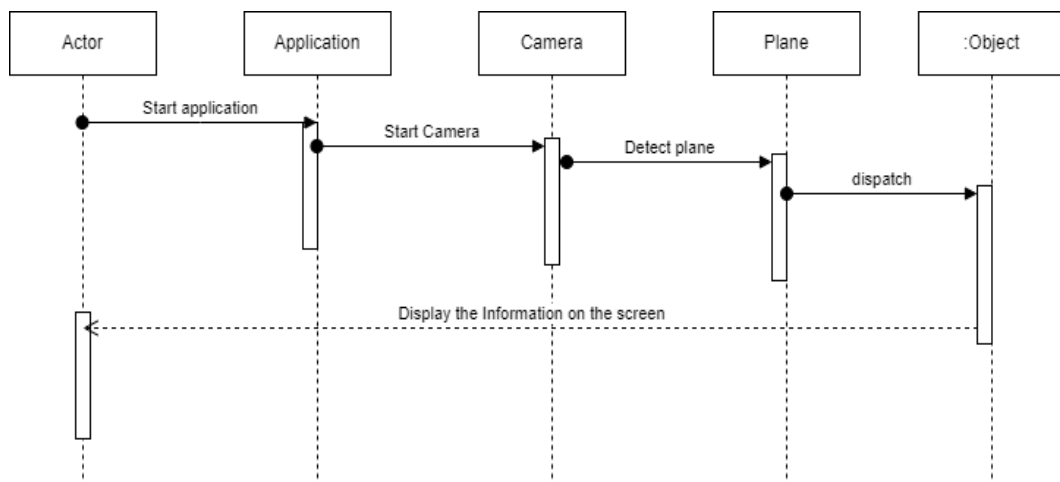 Actor
Application
Camera
Plane
:Object
Start application
Start Camera
Detect plane
dispatch
Display the Information on the screen